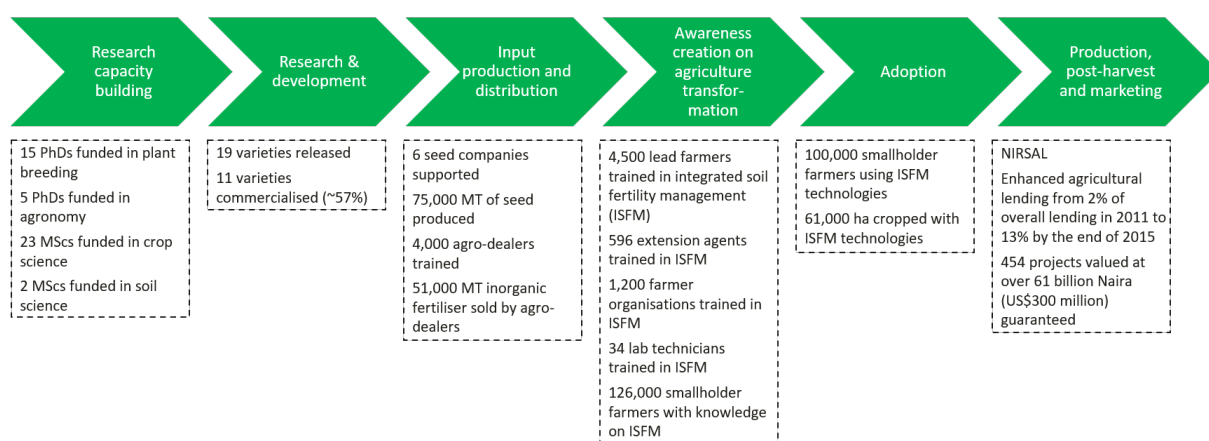 Research
capacity
building
Research &
development
Input
production and
distribution
Awareness
creation on
agriculture
transfor-
mation
Adoption
Production,
post-harvest
and marketing
15 PhDs funded in plant
breeding
5 PhDs funded in
agronomy
23 MScs funded in crop
science
2 MScs funded in soil
science
19 varieties released
11 varieties
commercialised (~57%)
6 seed companies
supported
75,000 MT of seed
produced
4,000 agro-dealers
trained
51,000 MT inorganic
fertiliser sold by agro-
dealers
4,500 lead farmers
trained in integrated soil
fertility management
(ISFM)
596 extension agents
trained in ISFM
1,200 farmer
organisations trained in
ISFM
34 lab technicians
trained in ISFM
126,000 smallholder
farmers with knowledge
on ISFM
100,000 smallholder
farmers using ISFM
technologies
61,000 ha cropped with
ISFM technologies
NIRSAL
Enhanced agricultural
lending from 2% of
overall lending in 2011 to
13% by the end of 2015
454 projects valued at
over 61 billion Naira
(US$300 million)
guaranteed